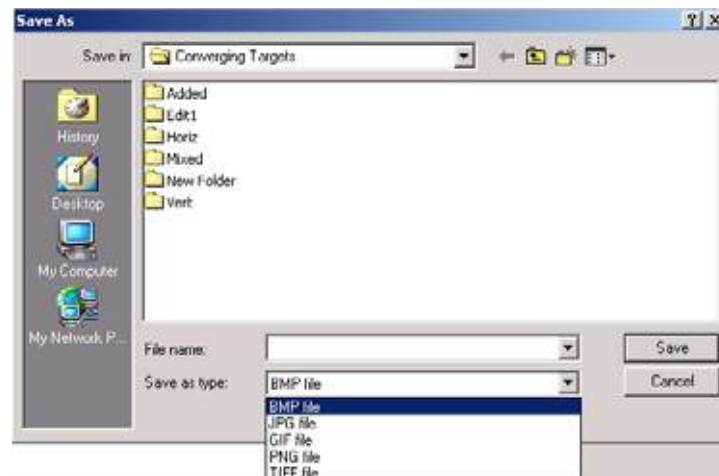 Save As
Save in: Converging Targets
History
Desktop
My Computer
My Network P...
Added
Edit1
Horiz
Mixed
New Folder
Vert
File name:
Save
Save as type: BMP file
Cancel
BMP file
JPG file
GIF file
PNG file
TIFF file